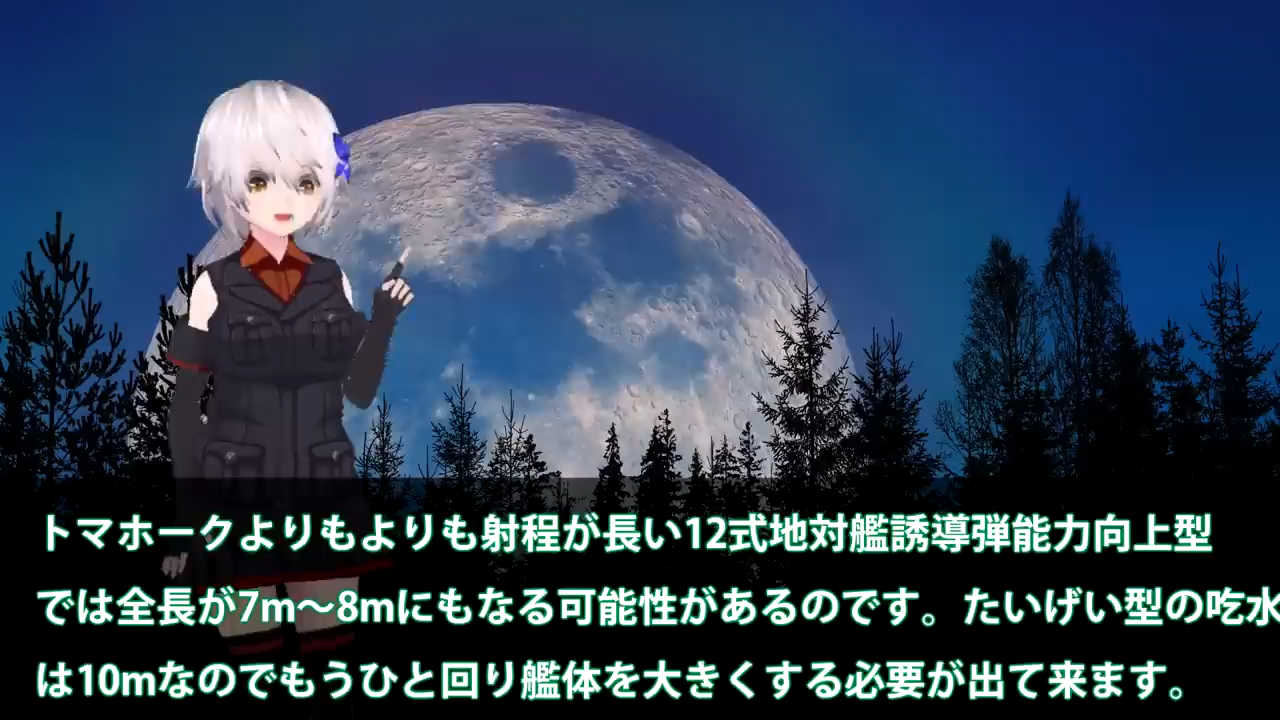 トマホークよりもよりも射程が長い12式地対艦誘導弾能力向上型
では全長が7m～8mにもなる可能性があるのです。たいげい型の吃水
は10mなのでもうひと回り艦体を大きくする必要が出て来ます。